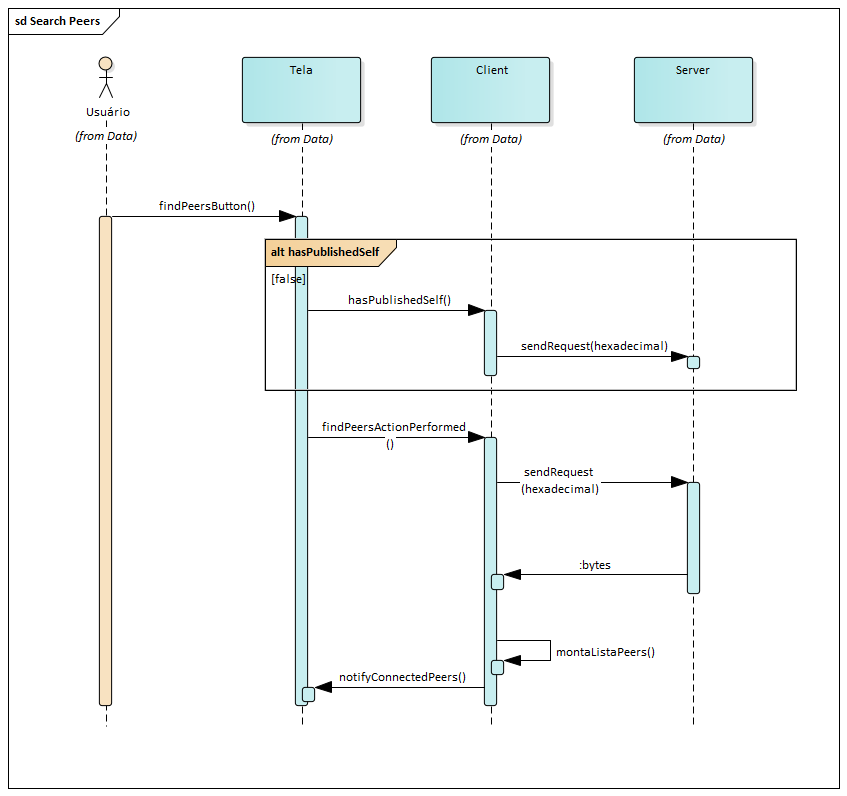 sd Search Peers
Tela
Client
Server
Usuário
(from Data)
(from Data)
(from Data)
(from Data)
findPeersButton()
alt hasPublishedSelf
[false]
hasPublishedSelf()
sendRequest(hexadecimal)
findPeersActionPerformed
()
sendRequest
(hexadecimal)
:bytes
montaListaPeers()
notifyConnectedPeers()